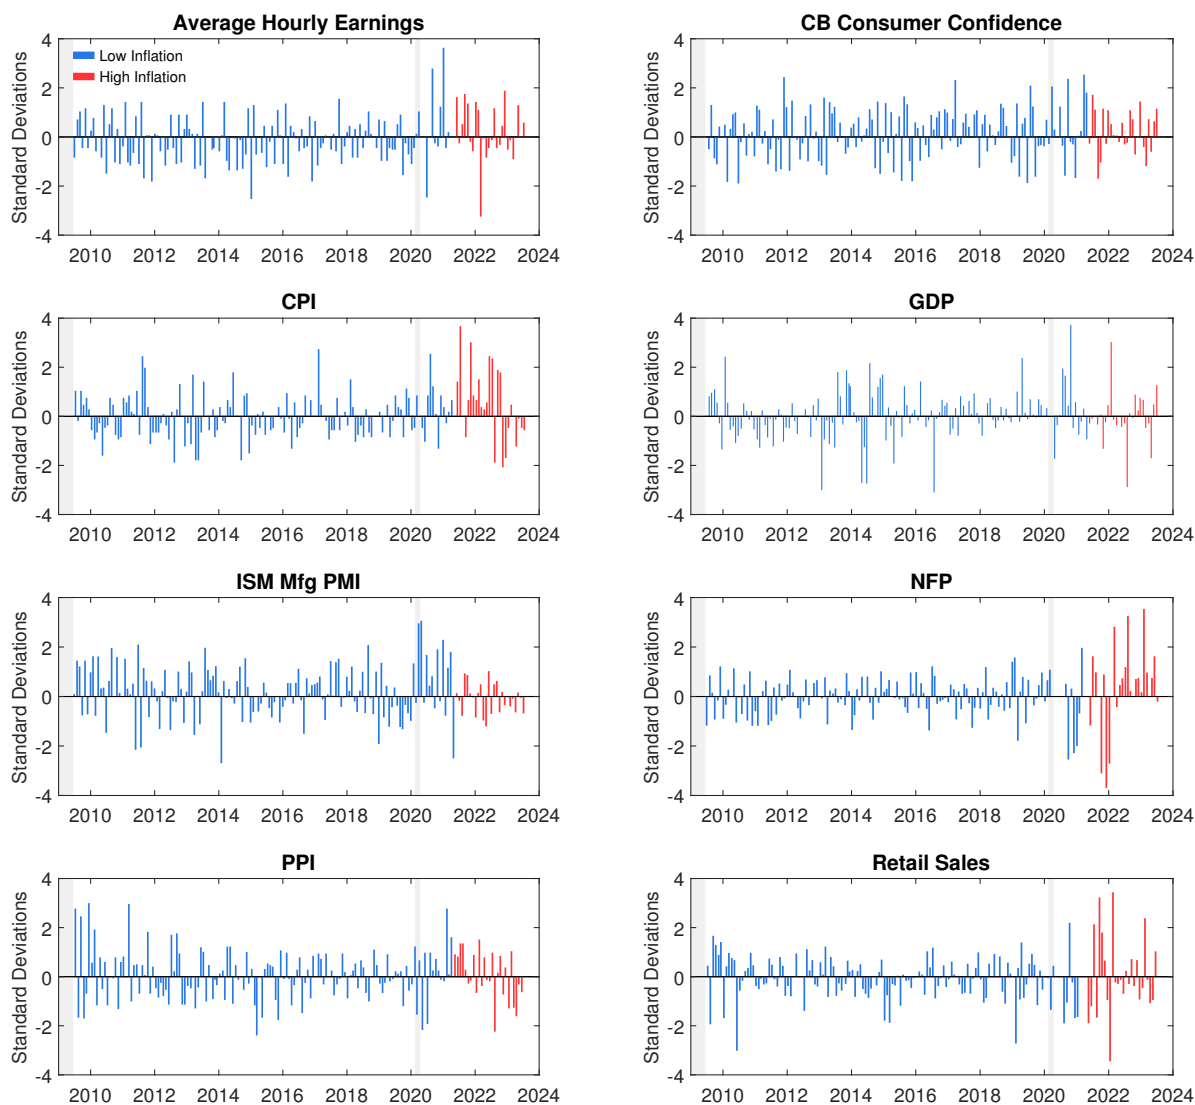 Average Hourly Earnings
4
2
0
-2
-4
Standard Deviations
Low Inflation
High Inflation
2010 2012 2014 2016 2018 2020 2022 2024
CB Consumer Confidence
4
2
0
-2
-4
Standard Deviations
2010 2012 2014 2016 2018 2020 2022 2024
CPI
4
2
0
-2
-4
Standard Deviations
2010 2012 2014 2016 2018 2020 2022 2024
GDP
4
2
0
-2
-4
Standard Deviations
2010 2012 2014 2016 2018 2020 2022 2024
ISM Mfg PMI
4
2
0
-2
-4
Standard Deviations
2010 2012 2014 2016 2018 2020 2022 2024
NFP
4
2
0
-2
-4
Standard Deviations
2010 2012 2014 2016 2018 2020 2022 2024
PPI
4
2
0
-2
-4
Standard Deviations
2010 2012 2014 2016 2018 2020 2022 2024
Retail Sales
4
2
0
-2
-4
Standard Deviations
2010 2012 2014 2016 2018 2020 2022 2024